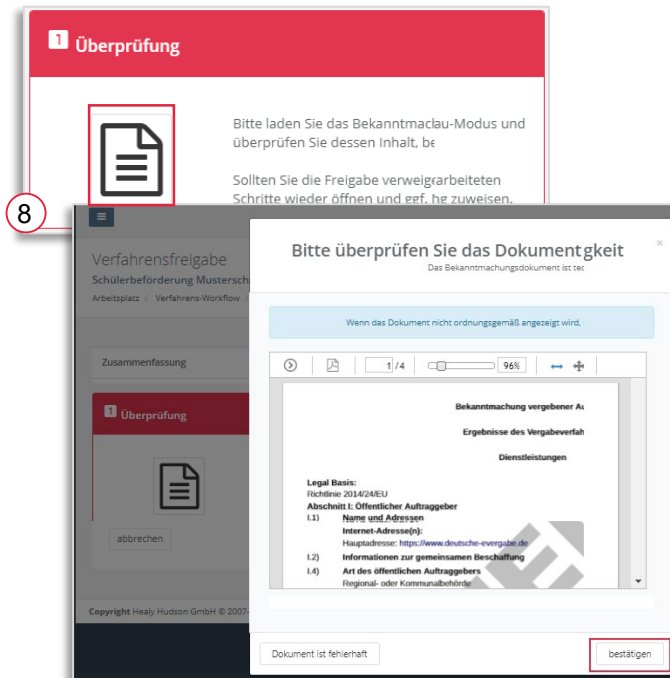 1 Überprüfung
Bitte laden Sie das Bekanntmaclau-Modus und
überprüfen Sie dessen Inhalt, be
Sollten Sie die Freigabe verweigarbeiteten
Schritte wieder öffnen und ggf. hg zuweisen.
8
Verfahrensfreigabe
Schülerbeförderung Mustersch
Arbeitsplatz / Verfahrens-Workflow /
Zusammenfassung
1 Überprüfung
abbrechen
Copyright Healy Hudson GmbH © 2007-
Bitte überprüfen Sie das Dokumentgkeit
×
Das Bekanntmachungsdokument ist tec
Wenn das Dokument nicht ordnungsgemäß angezeigt wird,
1 / 4 96%
Bekanntmachung vergebener Au
Ergebnisse des Vergabeverfah
Dienstleistungen
Legal Basis:
Richtlinie 2014/24/EU
Abschnitt I: Öffentlicher Auftraggeber
I.1) Name und Adressen
Internet-Adresse(n):
Hauptadresse: https://www.deutsche-evergabe.de
I.2) Informationen zur gemeinsamen Beschaffung
I.4) Art des öffentlichen Auftraggebers
Regional- oder Kommunalbehörde
Dokument ist fehlerhaft
bestätigen